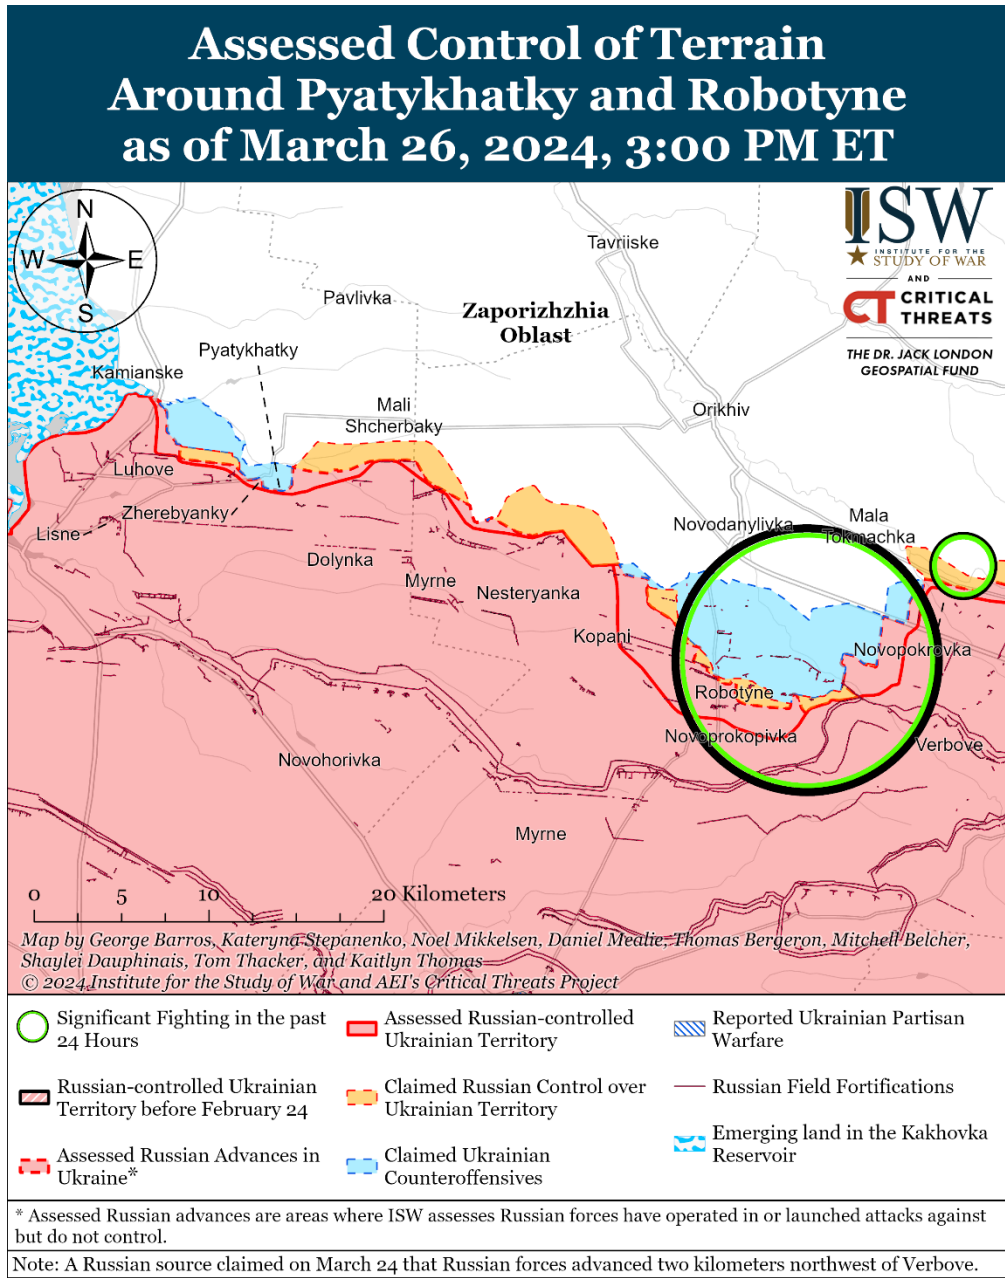 Assessed Control of Terrain
Around Pyatykhatky and Robotyne
as of March 26, 2024, 3:00 PM ET
N
W
E
S
ISW
INSTITUTE FOR THE
STUDY OF WAR
AND
CT CRITICAL
THREATS
THE DR. JACK LONDON
GEOSPATIAL FUND
Tavriiske
Pavlivka
Zaporizhzhia
Oblast
Pyatykhatky
Kamianske
Mali
Shcherbaky
Orikhiv
Luhove
Zherebyanky
Lisne
Novodanylivka
Mala
Tokmachka
Dolynka
Myrne
Nesteryanka
Kopani
Novopokrovka
Robotyne
Novoprokopivka
Verbove
Novohorivka
Myrne
0 5 10 20 Kilometers
Map by George Barros, Kateryna Stepanenko, Noel Mikkelsen, Daniel Mealie, Thomas Bergeron, Mitchell Belcher,
Shaylei Dauphinais, Tom Thacker, and Kaitlyn Thomas
© 2024 Institute for the Study of War and AEI's Critical Threats Project
Significant Fighting in the past
24 Hours
Russian-controlled Ukrainian
Territory before February 24
Assessed Russian Advances in
Ukraine*
Assessed Russian-controlled
Ukrainian Territory
Claimed Russian Control over
Ukrainian Territory
Claimed Ukrainian
Counteroffensives
Reported Ukrainian Partisan
Warfare
Russian Field Fortifications
Emerging land in the Kakhovka
Reservoir
* Assessed Russian advances are areas where ISW assesses Russian forces have operated in or launched attacks against
but do not control.
Note: A Russian source claimed on March 24 that Russian forces advanced two kilometers northwest of Verbove.